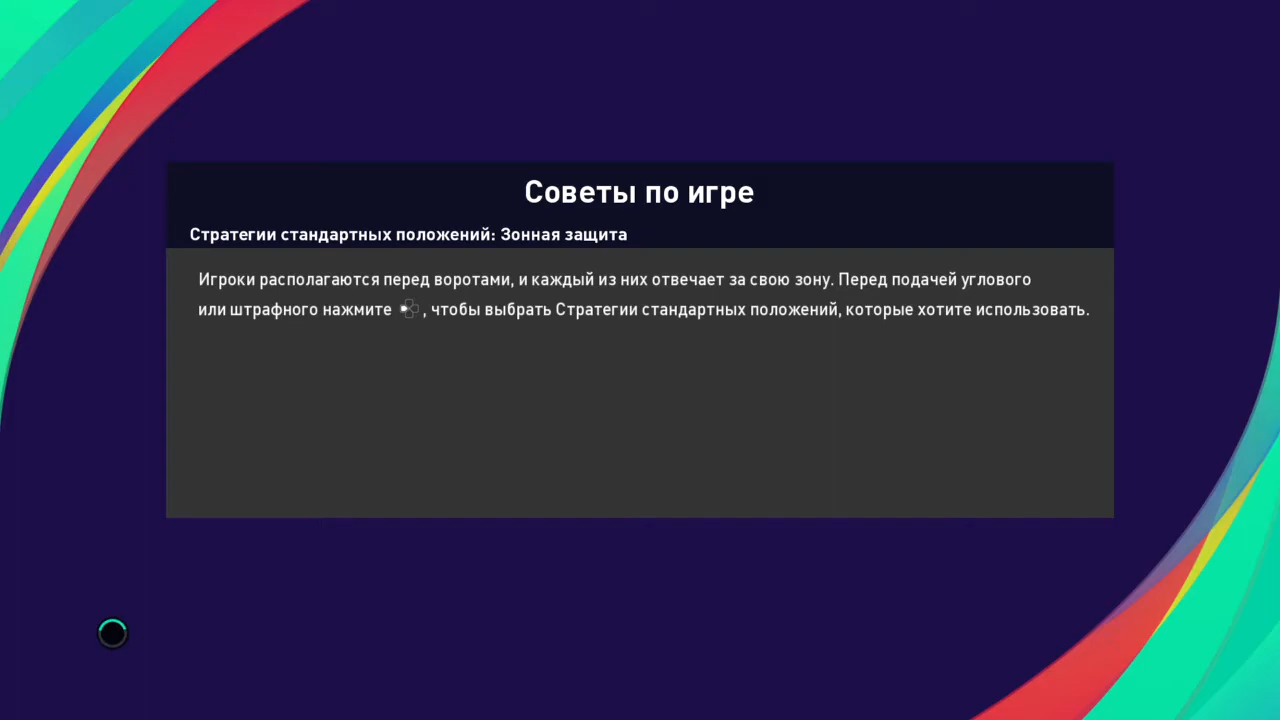 Советы по игре
Стратегии стандартных положений: Зонная защита
Игроки располагаются перед воротами, и каждый из них отвечает за свою зону. Перед подачей углового
или штрафного нажмите , чтобы выбрать Стратегии стандартных положений, которые хотите использовать.